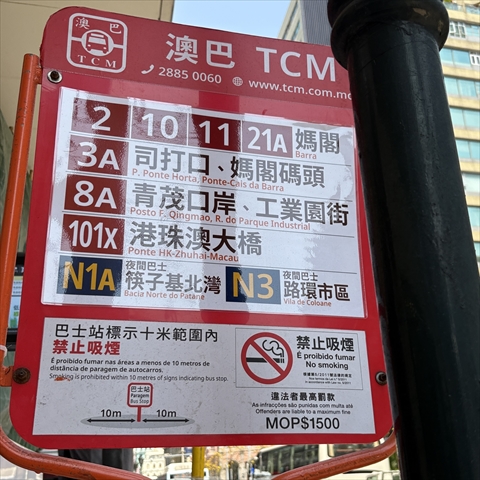 澳巴
TCM
澳巴 TCM
2885 0060 www.tcm.com.mo
2 10 11 21A 媽閣
Barra
3A 司打口、媽閣碼頭
P. Ponte Horta, Ponte-Cais da Barra
8A 青茂口岸、工業園街
Posto F. Qingmao, R. do Parque Industrial
101X 港珠澳大橋
Ponte HK-Zhuhai-Macau
N1A 夜間巴士 筷子基北灣
Bacia Norte do Patane
N3 夜間巴士 路環市區
Vila de Coloane
巴士站標示十米範圍內
禁止吸煙
É proibido fumar nas áreas a menos de 10 metros de
distância de paragem de autocarros.
Smoking is prohibited within 10 metres of signs indicating bus stop.
巴士站
Paragem
Bus Stop
10m 10m
禁止吸煙
É proibido fumar
No smoking
違法者最高罰款
As infracções são punidas com multa até
Offenders are liable to a maximum fine
MOP$1500